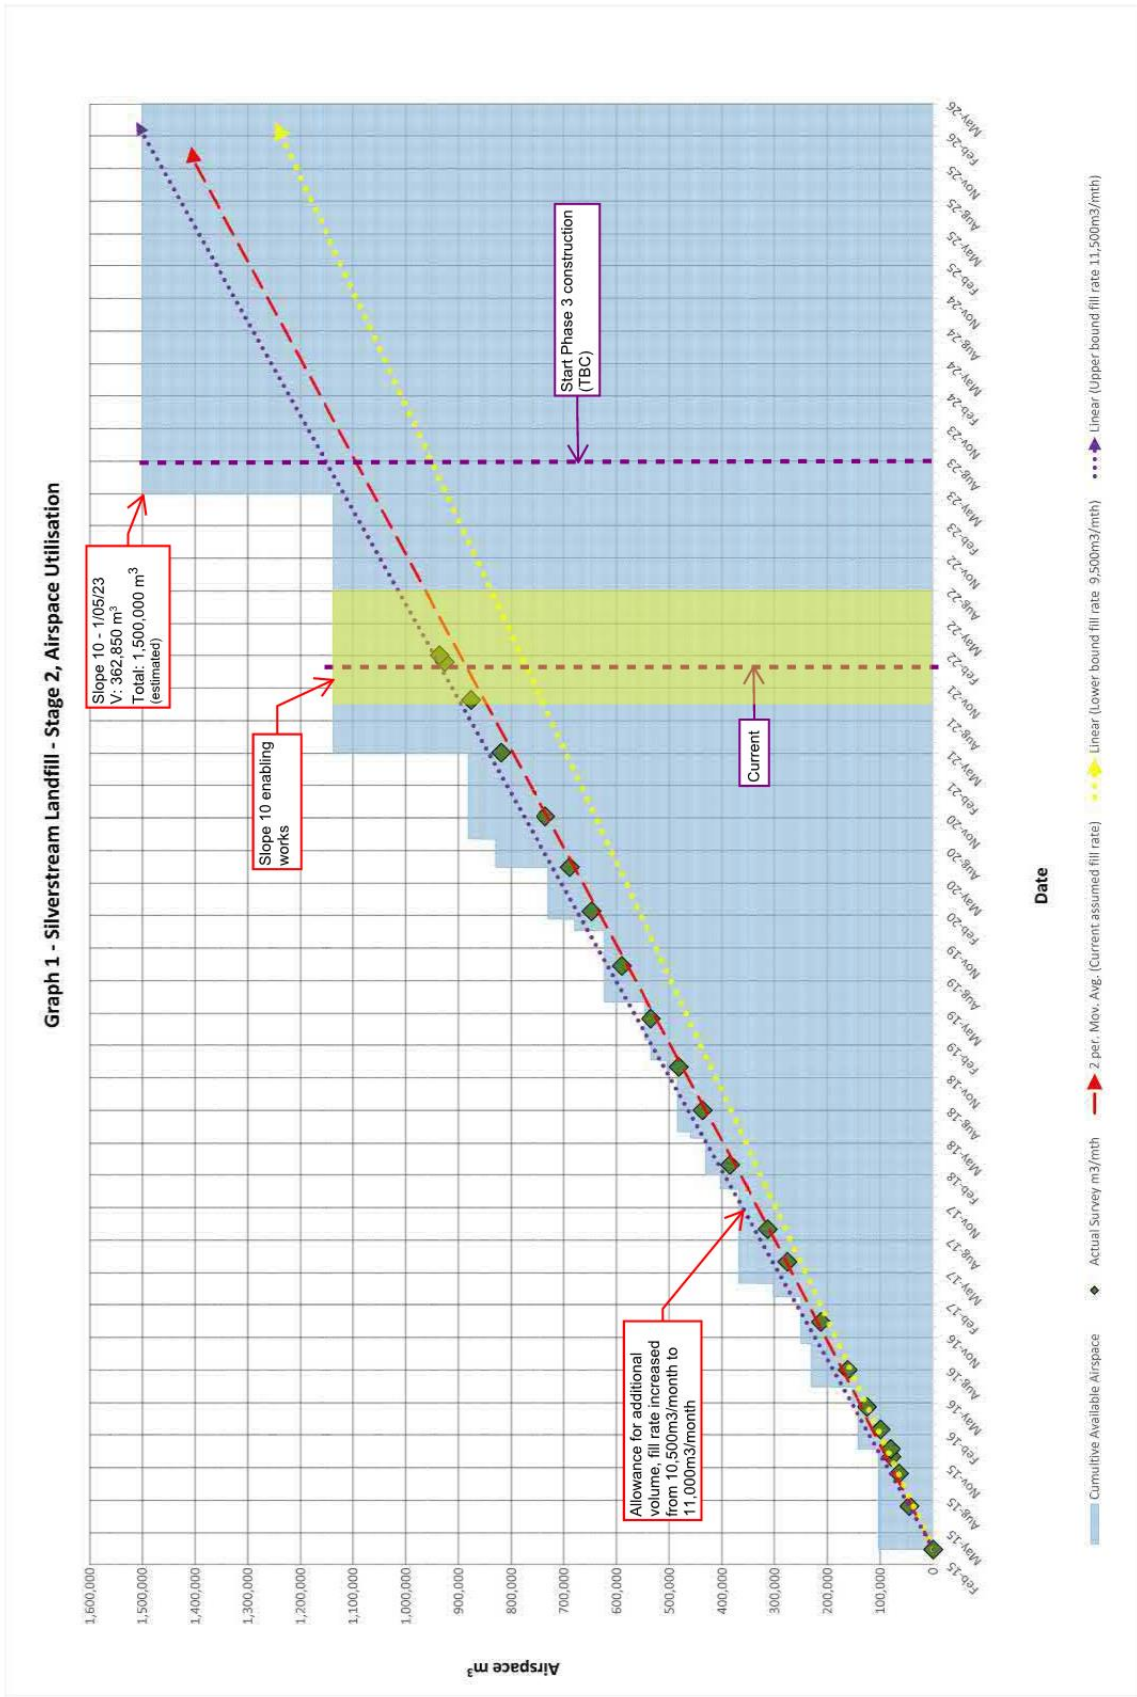 Graph 1 - Silverstream Landfill - Stage 2, Airspace Utilisation
Airspace m³
1,600,000
1,500,000
1,400,000
1,300,000
1,200,000
1,100,000
1,000,000
900,000
800,000
700,000
600,000
500,000
400,000
300,000
200,000
100,000
0
Slope 10 - 1/05/23
V: 362,850 m³
Total: 1,500,000 m³
(estimated)
Slope 10 enabling
works
Allowance for additional
volume, fill rate increased
from 10,500m3/month to
11,000m3/month
Current
Start Phase 3 construction
(TBC)
Feb-15
May-15
Aug-15
Nov-15
Feb-16
May-16
Aug-16
Nov-16
Feb-17
May-17
Aug-17
Nov-17
Feb-18
May-18
Aug-18
Nov-18
Feb-19
May-19
Aug-19
Nov-19
Feb-20
May-20
Aug-20
Nov-20
Feb-21
May-21
Aug-21
Nov-21
Feb-22
May-22
Aug-22
Nov-22
Feb-23
May-23
Aug-23
Nov-23
Feb-24
May-24
Aug-24
Nov-24
Feb-25
May-25
Aug-25
Nov-25
Feb-26
May-26
Date
Cumultive Available Airspace
Actual Survey m3/mth
2 per. Mov. Avg. (Current assumed fill rate)
Linear (Lower bound fill rate 9,500m3/mth)
Linear (Upper bound fill rate 11,500m3/mth)